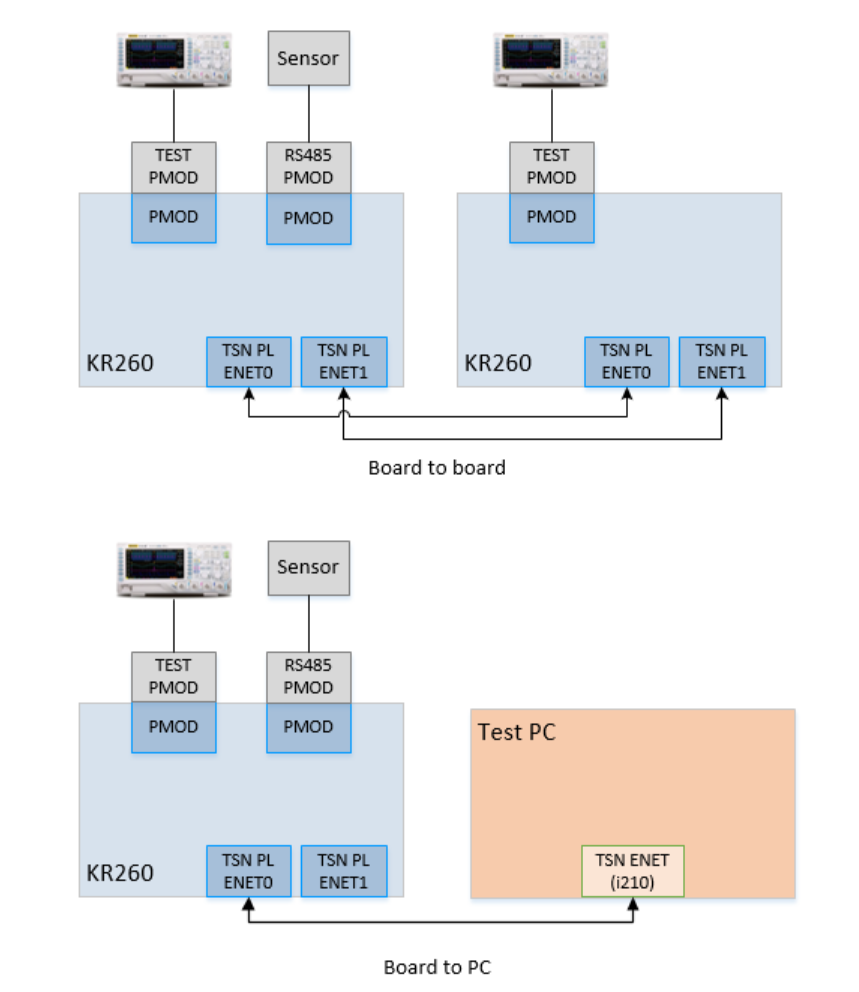 Sensor
TEST
PMOD
RS485
PMOD
TEST
PMOD
PMOD
PMOD
PMOD
KR260
TSN PL
ENET0
TSN PL
ENET1
KR260
TSN PL
ENET0
TSN PL
ENET1
Board to board
Sensor
TEST
PMOD
RS485
PMOD
PMOD
PMOD
Test PC
KR260
TSN PL
ENET0
TSN PL
ENET1
TSN ENET
(i210)
Board to PC